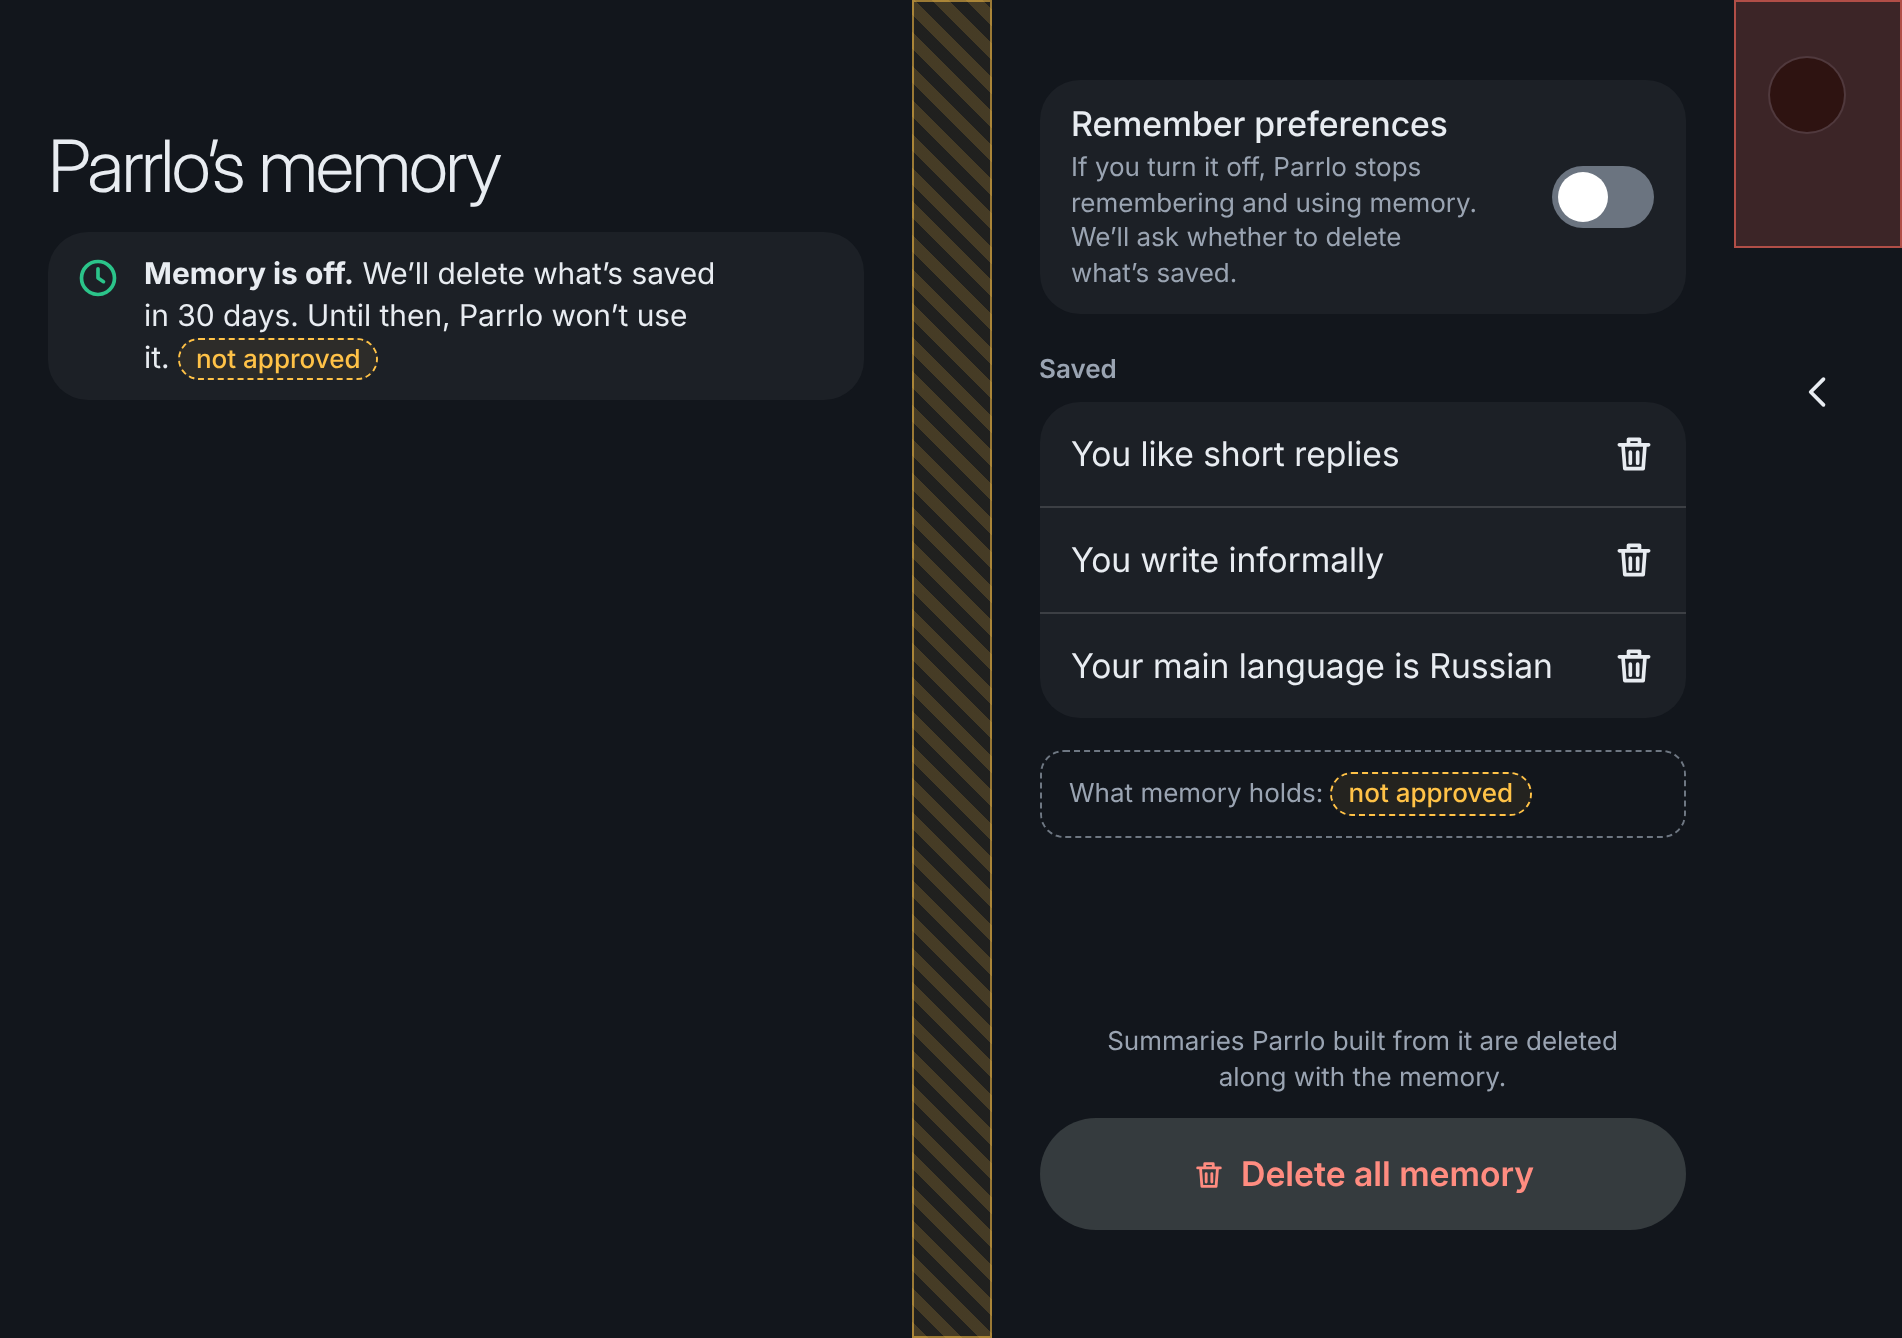 Parrlo’s memory
Memory is off. We’ll delete what’s saved
in 30 days. Until then, Parrlo won’t use
it. not approved
Remember preferences
If you turn it off, Parrlo stops
remembering and using memory.
We’ll ask whether to delete
what’s saved.
Saved
You like short replies
You write informally
Your main language is Russian
What memory holds: not approved
Summaries Parrlo built from it are deleted
along with the memory.
Delete all memory